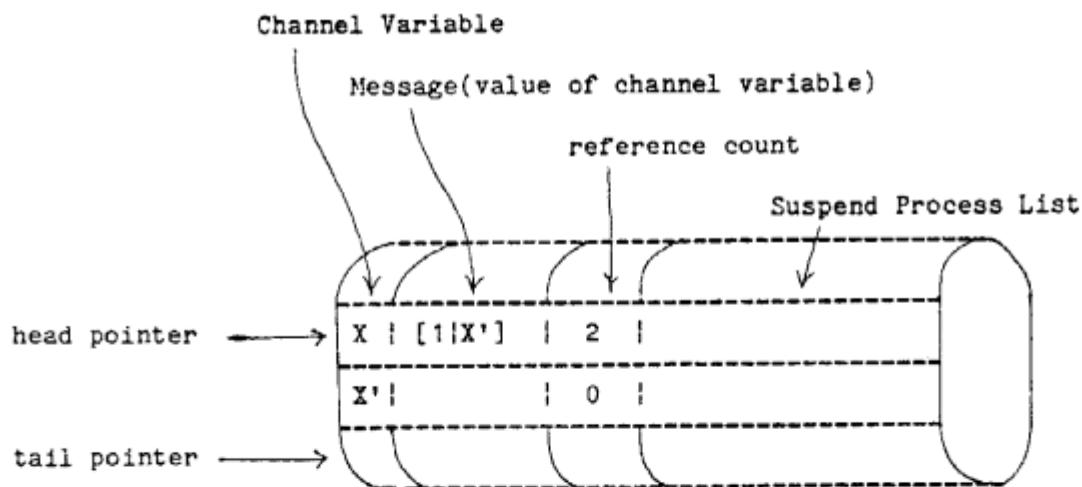 Channel Variable
Message(value of channel variable)
reference count
Suspend Process List
head pointer
X ¦ [1|X'] ¦ 2 ¦
X'¦ ¦ 0 ¦
tail pointer